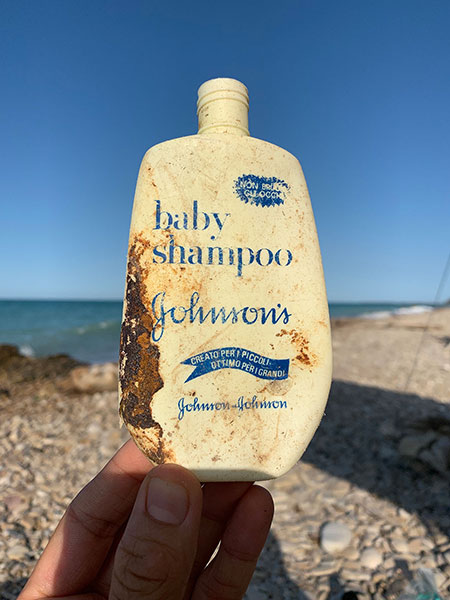 NON BRUCIA
GLI OCCHI
baby
shampoo
Johnson's
CREATO PER I PICCOLI-
OTTIMO PER I GRANDI
Johnson-Johnson